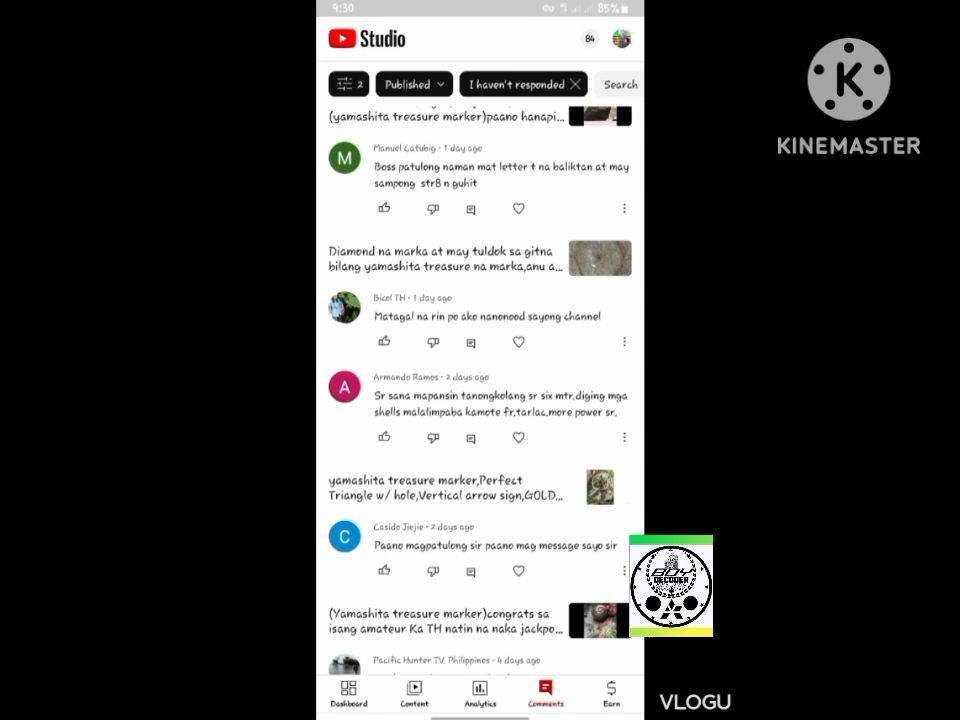 9:30
85%
Studio
84
2
Published
I haven't responded
Search
(yamashita treasure marker)paano hanapi...
Manuel Catubig · 1 day ago
Boss patulong naman mat letter t na baliktan at may
sampong str8 n guhit
Diamond na marka at may tuldok sa gitna
bilang yamashita treasure na marka,anu a...
Bicol TH · 1 day ago
Matagal na rin po ako nanonood sayong channel
A
Armando Ramos · 2 days ago
Sr sana mapansin tanongkolang sr six mtr.diging mga
shells malalimpaba kamote fr.tarlac.more power sr.
yamashita treasure marker,Perfect
Triangle w/ hole,Vertical arrow sign,GOLD...
C
Casido Jiejie · 2 days ago
Paano magpatulong sir paano mag message sayo sir
(Yamashita treasure marker)congrats sa
isang amateur Ka TH natin na naka jackpo...
Pacific Hunter TV. Philippines · 4 days ago
Dashboard
Content
Analytics
Comments
Earn
M
K
KINEMASTER
BOY
DECODER
VLOGU